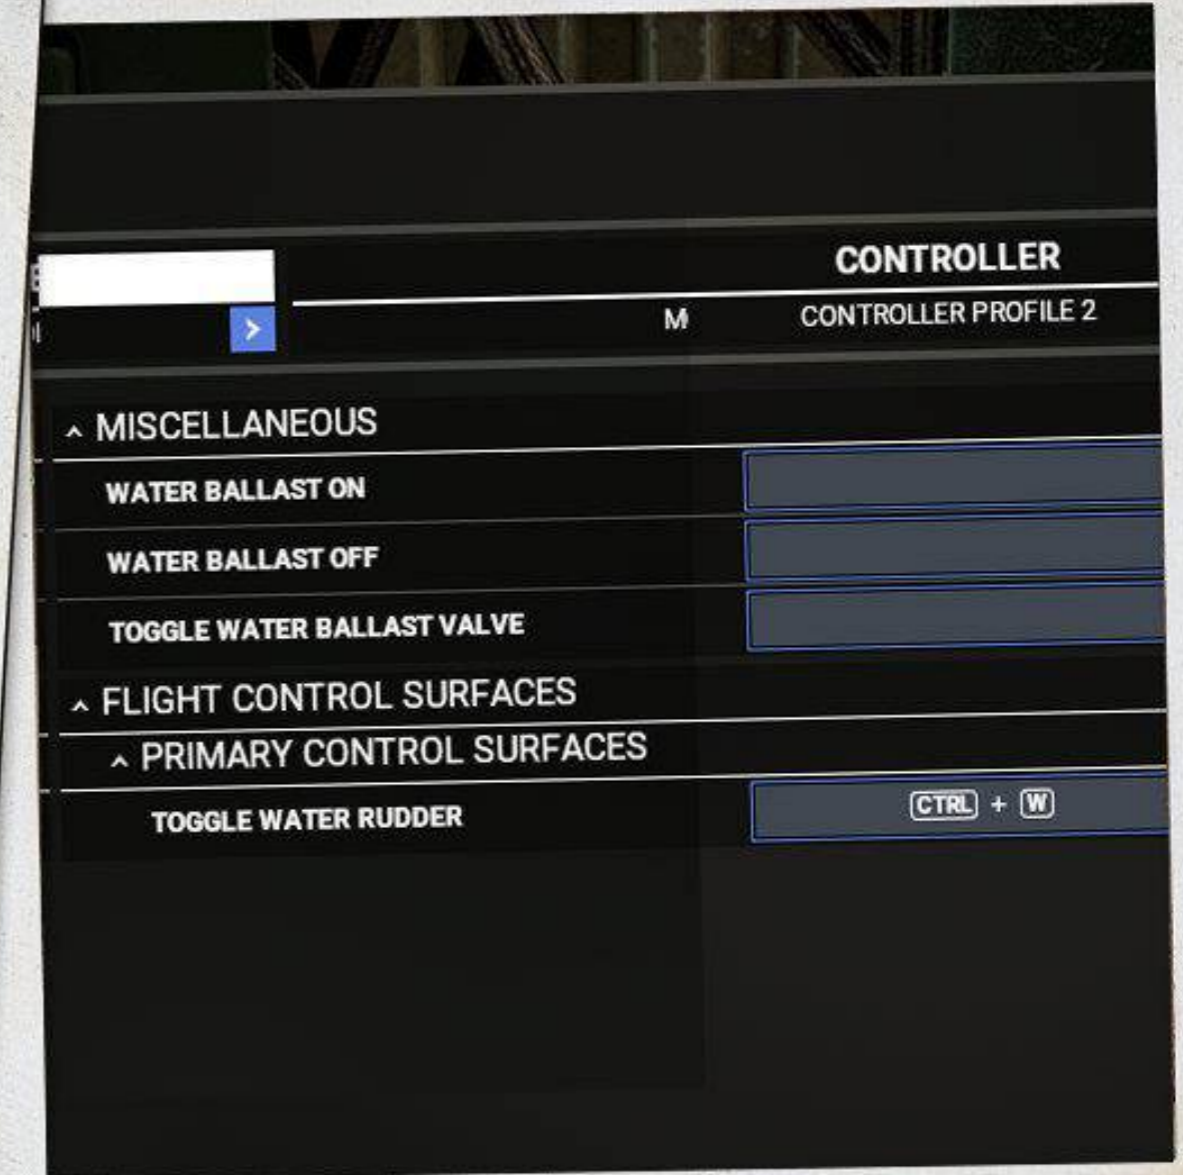 CONTROLLER
CONTROLLER PROFILE 2
MISCELLANEOUS
WATER BALLAST ON
WATER BALLAST OFF
TOGGLE WATER BALLAST VALVE
FLIGHT CONTROL SURFACES
PRIMARY CONTROL SURFACES
TOGGLE WATER RUDDER CTRL + W